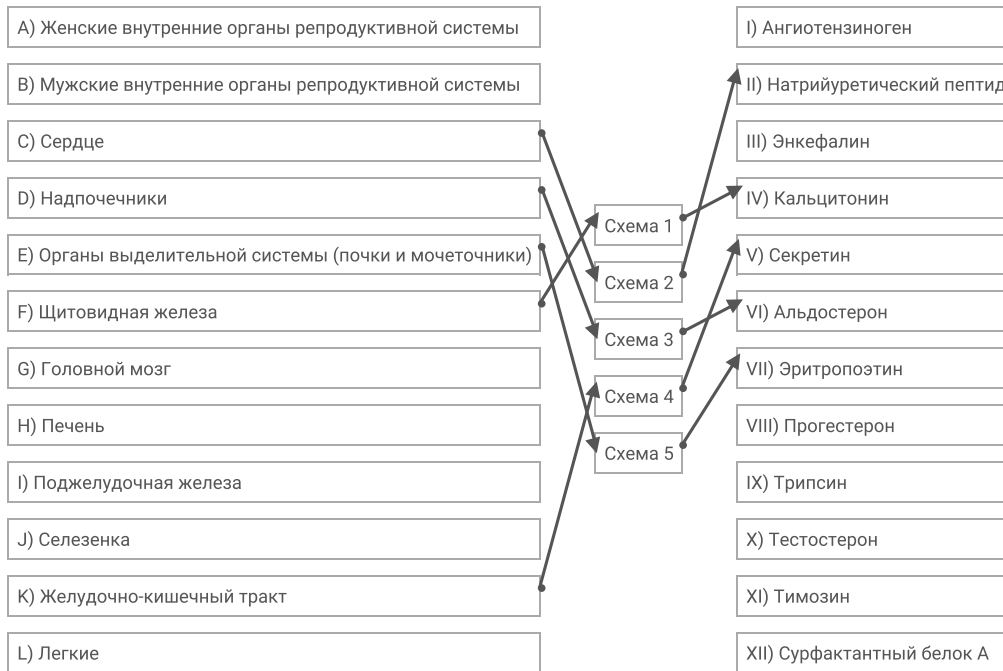 A) Женские внутренние органы репродуктивной системы
B) Мужские внутренние органы репродуктивной системы
C) Сердце
D) Надпочечники
E) Органы выделительной системы (почки и мочеточники)
F) Щитовидная железа
G) Головной мозг
H) Печень
I) Поджелудочная железа
J) Селезенка
K) Желудочно-кишечный тракт
L) Легкие
Схема 1
Схема 2
Схема 3
Схема 4
Схема 5
I) Ангиотензиноген
II) Натрийуретический пептид
III) Энкефалин
IV) Кальцитонин
V) Секретин
VI) Альдостерон
VII) Эритропоэтин
VIII) Прогестерон
IX) Трипсин
X) Тестостерон
XI) Тимозин
XII) Сурфактантный белок А